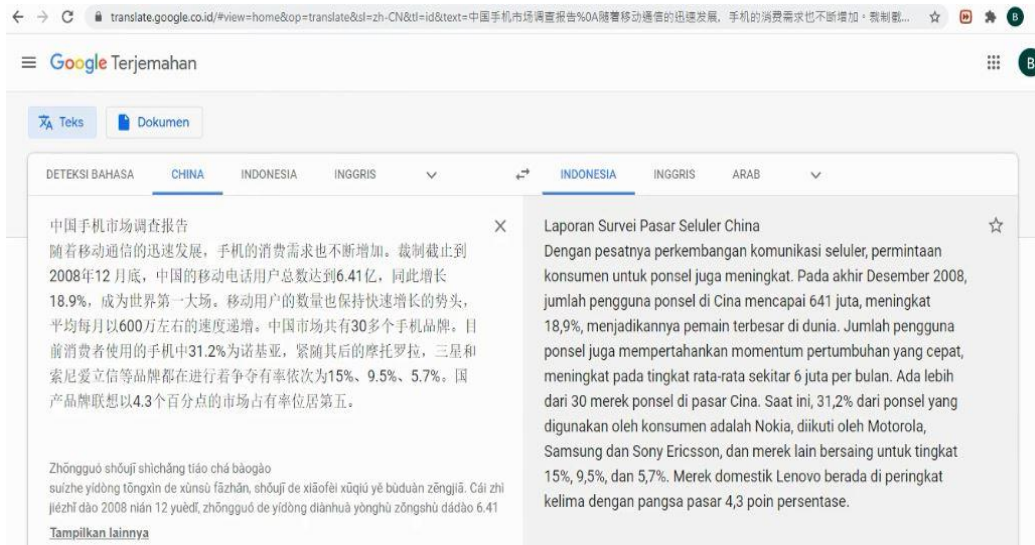 translate.google.co.id/#view=home&op=translate&sl=zh-CN&tl=id&text=中国手机市场调查报告%0A随着移动通信的迅速发展，手机的消费需求也不断增加。裁制截...
B
Google Terjemahan
B
Teks
Dokumen
DETEKSI BAHASA CHINA INDONESIA INGGRIS
INDONESIA INGGRIS ARAB
中国手机市场调查报告
随着移动通信的迅速发展，手机的消费需求也不断增加。裁制截止到
2008年12 月底，中国的移动电话用户总数达到6.41亿，同此增长
18.9%，成为世界第一大场。移动用户的数量也保持快速增长的势头，
平均每月以600万左右的速度递增。中国市场共有30多个手机品牌。目
前消费者使用的手机中31.2%为诺基亚，紧随其后的摩托罗拉，三星和
索尼爱立信等品牌都在进行着争夺有率依次为15%、9.5%、5.7%。国
产品牌联想以4.3个百分点的市场占有率位居第五。
Zhōngguó shǒujī shìchǎng tiáo chá bàogào
suízhe yídòng tōngxìn de xùnsù fāzhǎn, shǒujī de xiāofèi xūqiú yě bùduàn zēngjiā. Cái zhì
jiézhǐ dào 2008 nián 12 yuèdǐ, zhōngguó de yídòng diànhuà yònghù zǒngshù dádào 6.41
Tampilkan lainnya
Laporan Survei Pasar Seluler China
Dengan pesatnya perkembangan komunikasi seluler, permintaan
konsumen untuk ponsel juga meningkat. Pada akhir Desember 2008,
jumlah pengguna ponsel di Cina mencapai 641 juta, meningkat
18,9%, menjadikannya pemain terbesar di dunia. Jumlah pengguna
ponsel juga mempertahankan momentum pertumbuhan yang cepat,
meningkat pada tingkat rata-rata sekitar 6 juta per bulan. Ada lebih
dari 30 merek ponsel di pasar Cina. Saat ini, 31,2% dari ponsel yang
digunakan oleh konsumen adalah Nokia, diikuti oleh Motorola,
Samsung dan Sony Ericsson, dan merek lain bersaing untuk tingkat
15%, 9,5%, dan 5,7%. Merek domestik Lenovo berada di peringkat
kelima dengan pangsa pasar 4,3 poin persentase.